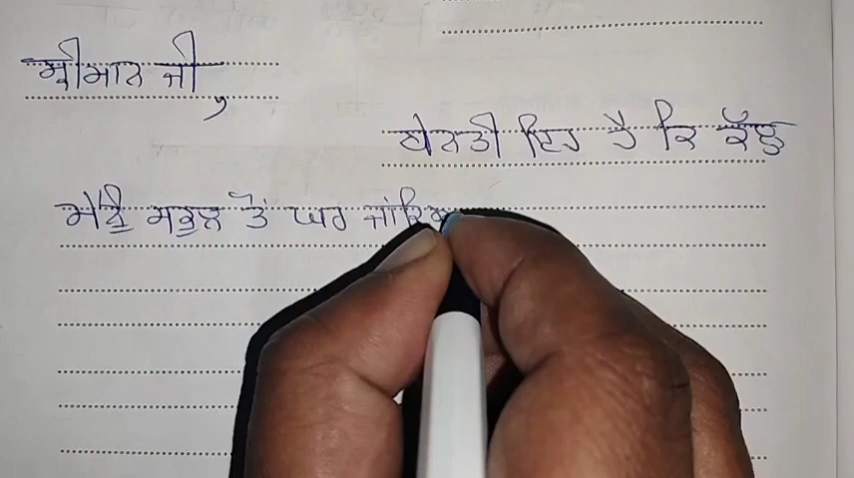 ਸ਼੍ਰੀਮਾਨ ਜੀ,
ਬੇਨਤੀ ਇਹ ਹੈ ਕਿ ਕੱਲ੍ਹ
ਮੈਨੂੰ ਸਕੂਲ ਤੋਂ ਘਰ